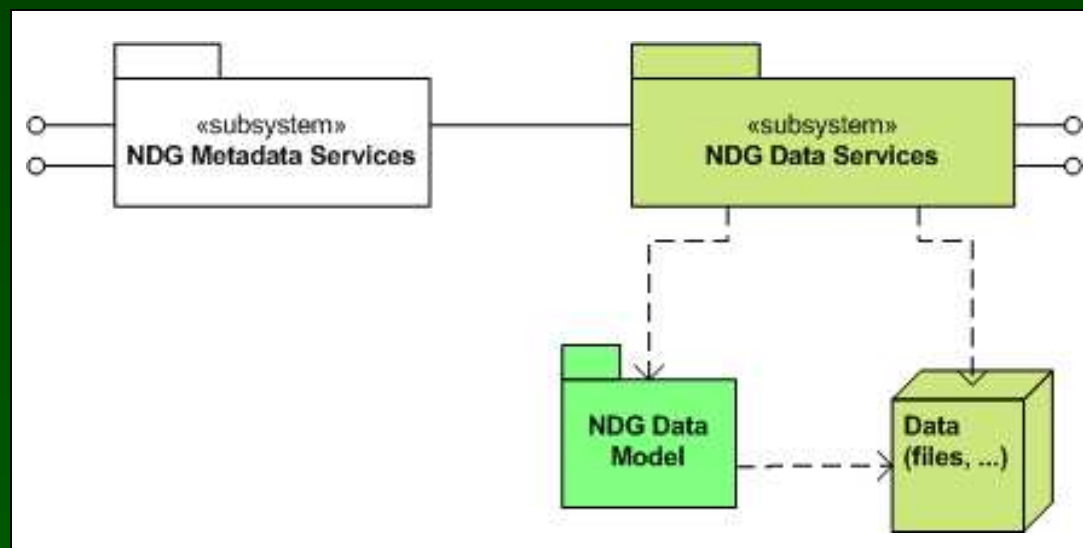 «subsystem»
NDG Metadata Services
«subsystem»
NDG Data Services
NDG Data
Model
Data
(files, ...)